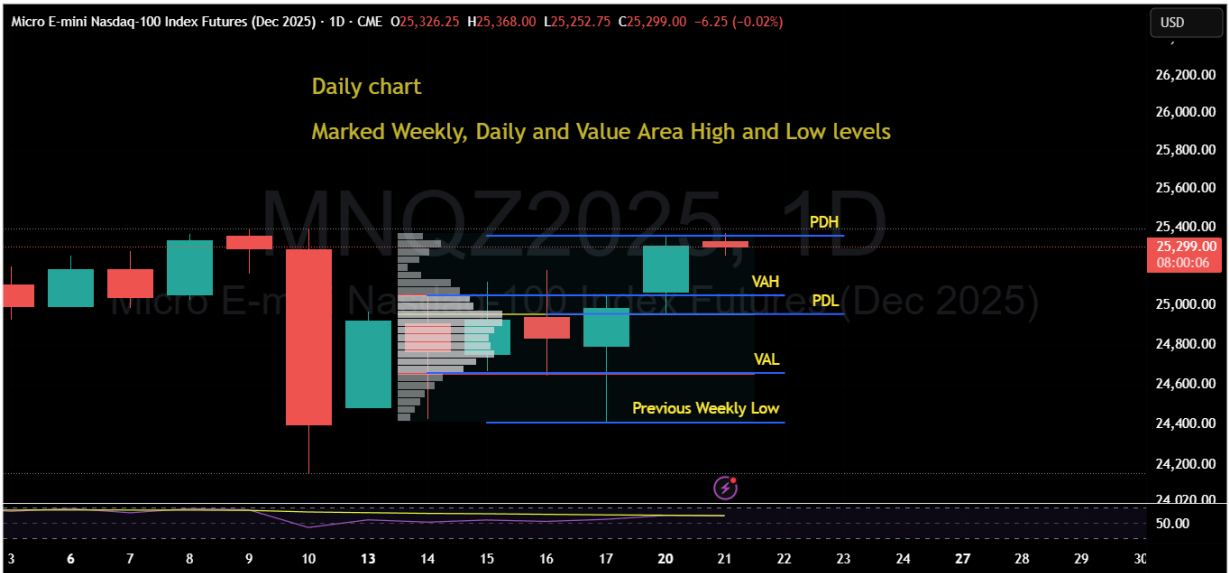 Micro E-mini Nasdaq-100 Index Futures (Dec 2025) · 1D · CME O25,326.25 H25,368.00 L25,252.75 C25,299.00 −6.25 (−0.02%)
USD
Daily chart
Marked Weekly, Daily and Value Area High and Low levels
MNQZ2025, 1D
Micro E-mini Nasdaq-100 Index Futures (Dec 2025)
PDH
VAH
PDL
VAL
Previous Weekly Low
26,200.00
26,000.00
25,800.00
25,600.00
25,400.00
25,299.00
08:00:06
25,000.00
24,800.00
24,600.00
24,400.00
24,200.00
24,020.00
50.00
3 6 7 8 9 10 13 14 15 16 17 20 21 22 23 24 27 28 29 30